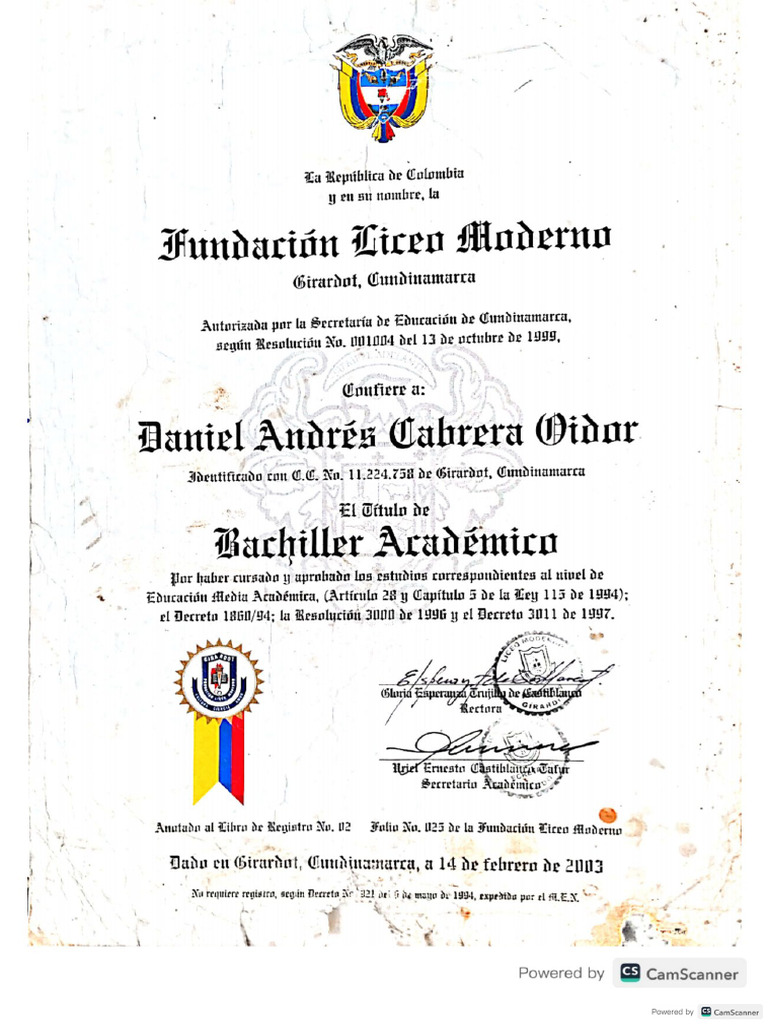 La República de Colombia
y en su nombre, la
Fundación Liceo Moderno
Girardot, Cundinamarca
Autorizada por la Secretaría de Educación de Cundinamarca,
según Resolución No. 001004 del 13 de octubre de 1999,
Confiere a:
Daniel Andrés Cabrera Oidor
Identificado con C.C. No. 11.224.758 de Girardot, Cundinamarca
El Título de
Bachiller Académico
Por haber cursado y aprobado los estudios correspondientes al nivel de
Educación Media Académica, (Artículo 28 y Capítulo 5 de la Ley 115 de 1994);
el Decreto 1860/94; la Resolución 3000 de 1996 y el Decreto 3011 de 1997.
GIRARDOT
LICEO MODERNO
GIRARDOT
Gloria Esperanza Trujillo de Castiblanco
Rectora
Uriel Ernesto Castiblanco Tafur
Secretario Académico
Anotado al Libro de Registro No. 02 Folio No. 025 de la Fundación Liceo Moderno
Dado en Girardot, Cundinamarca, a 14 de febrero de 2003
No requiere registro, según Decreto No 921 del 6 de mayo de 1994, expedido por el M.E.N.
Powered by CS CamScanner
Powered by CS CamScanner